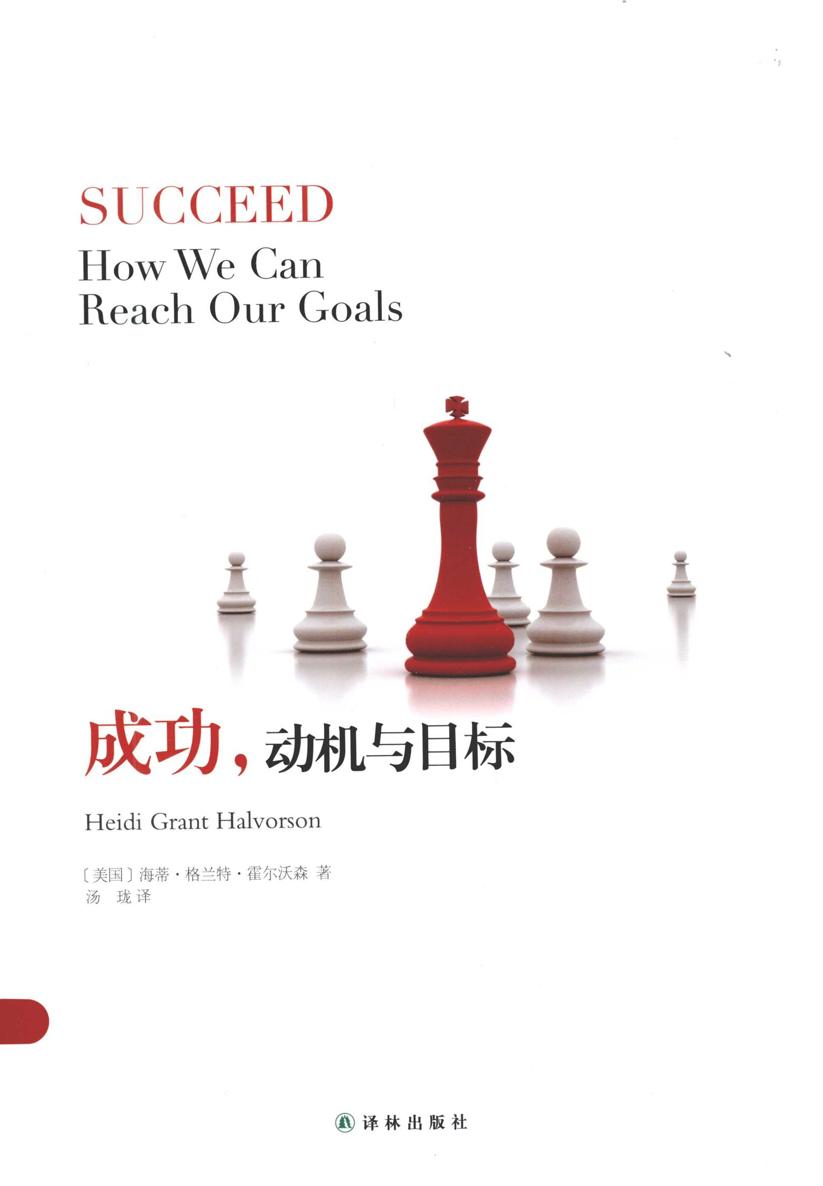 SUCCEED
How We Can
Reach Our Goals
成功，动机与目标
Heidi Grant Halvorson
〔美国〕海蒂·格兰特·霍尔沃森 著
汤 珑 译
译林出版社